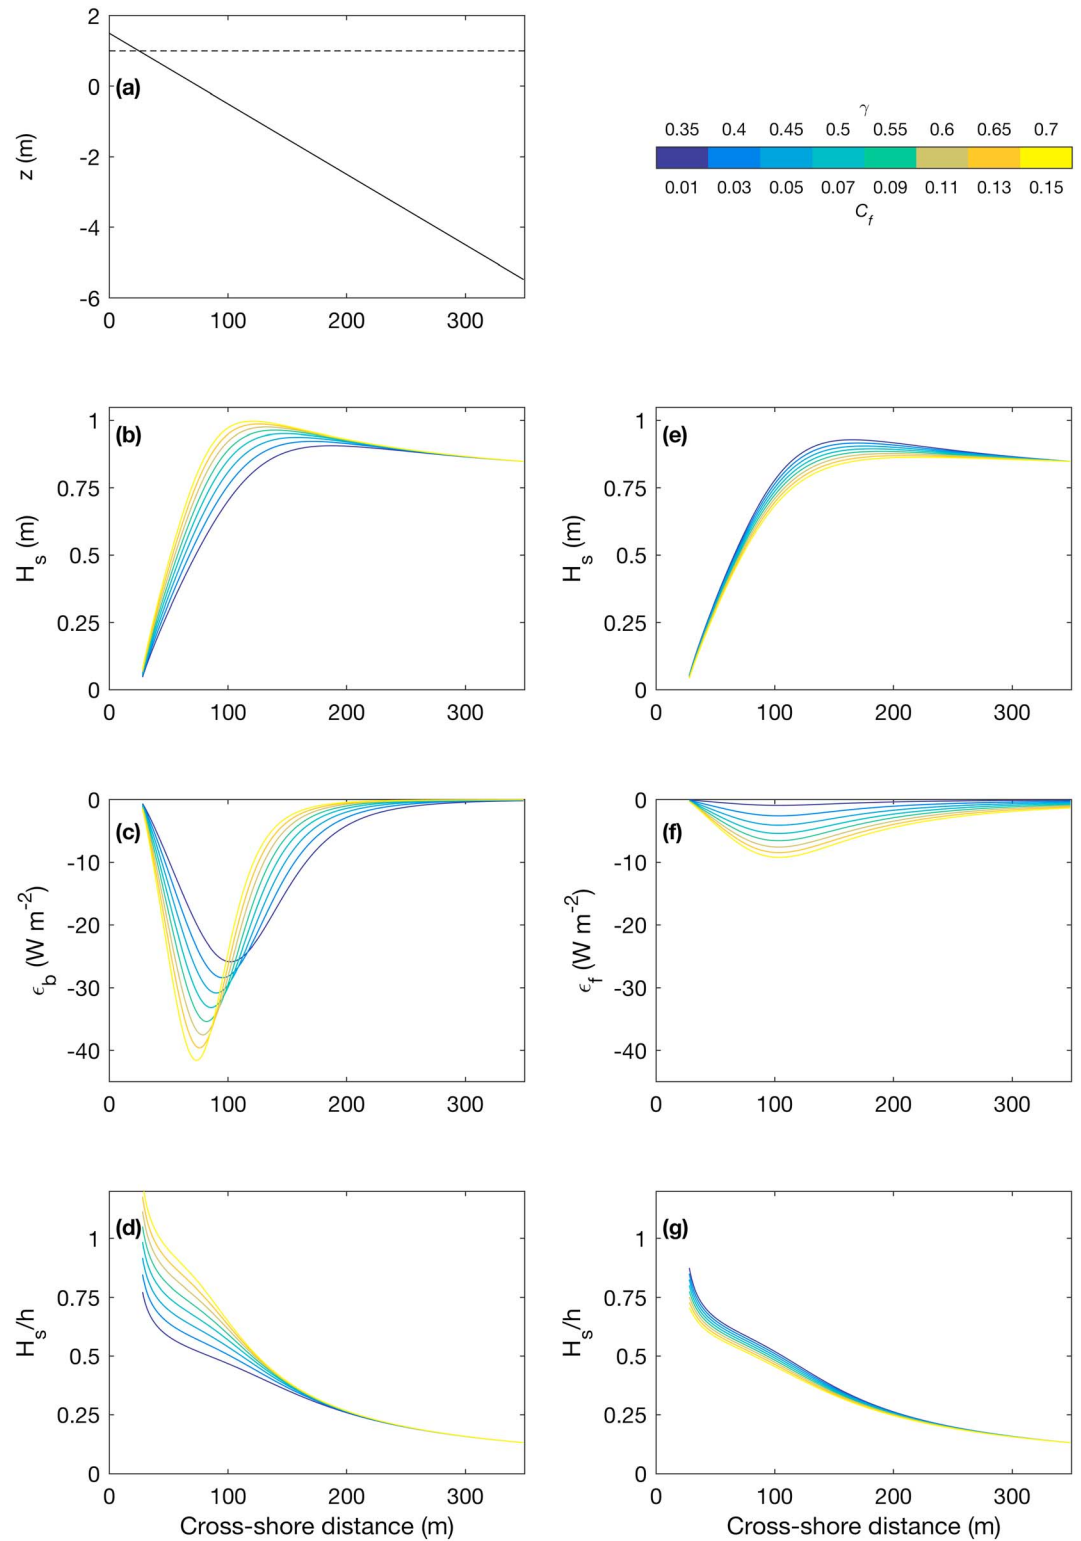 2
0
-2
-4
-6
z (m)
(a)
0 100 200 300
γ
0.35 0.4 0.45 0.5 0.55 0.6 0.65 0.7
0.01 0.03 0.05 0.07 0.09 0.11 0.13 0.15
C_f
1
0.75
0.5
0.25
0
H_s (m)
(b)
0 100 200 300
1
0.75
0.5
0.25
0
H_s (m)
(e)
0 100 200 300
0
-10
-20
-30
-40
ϵ_b (W m^-2)
(c)
0 100 200 300
0
-10
-20
-30
-40
ϵ_f (W m^-2)
(f)
0 100 200 300
1
0.75
0.5
0.25
0
H_s/h
(d)
0 100 200 300
Cross-shore distance (m)
1
0.75
0.5
0.25
0
H_s/h
(g)
0 100 200 300
Cross-shore distance (m)